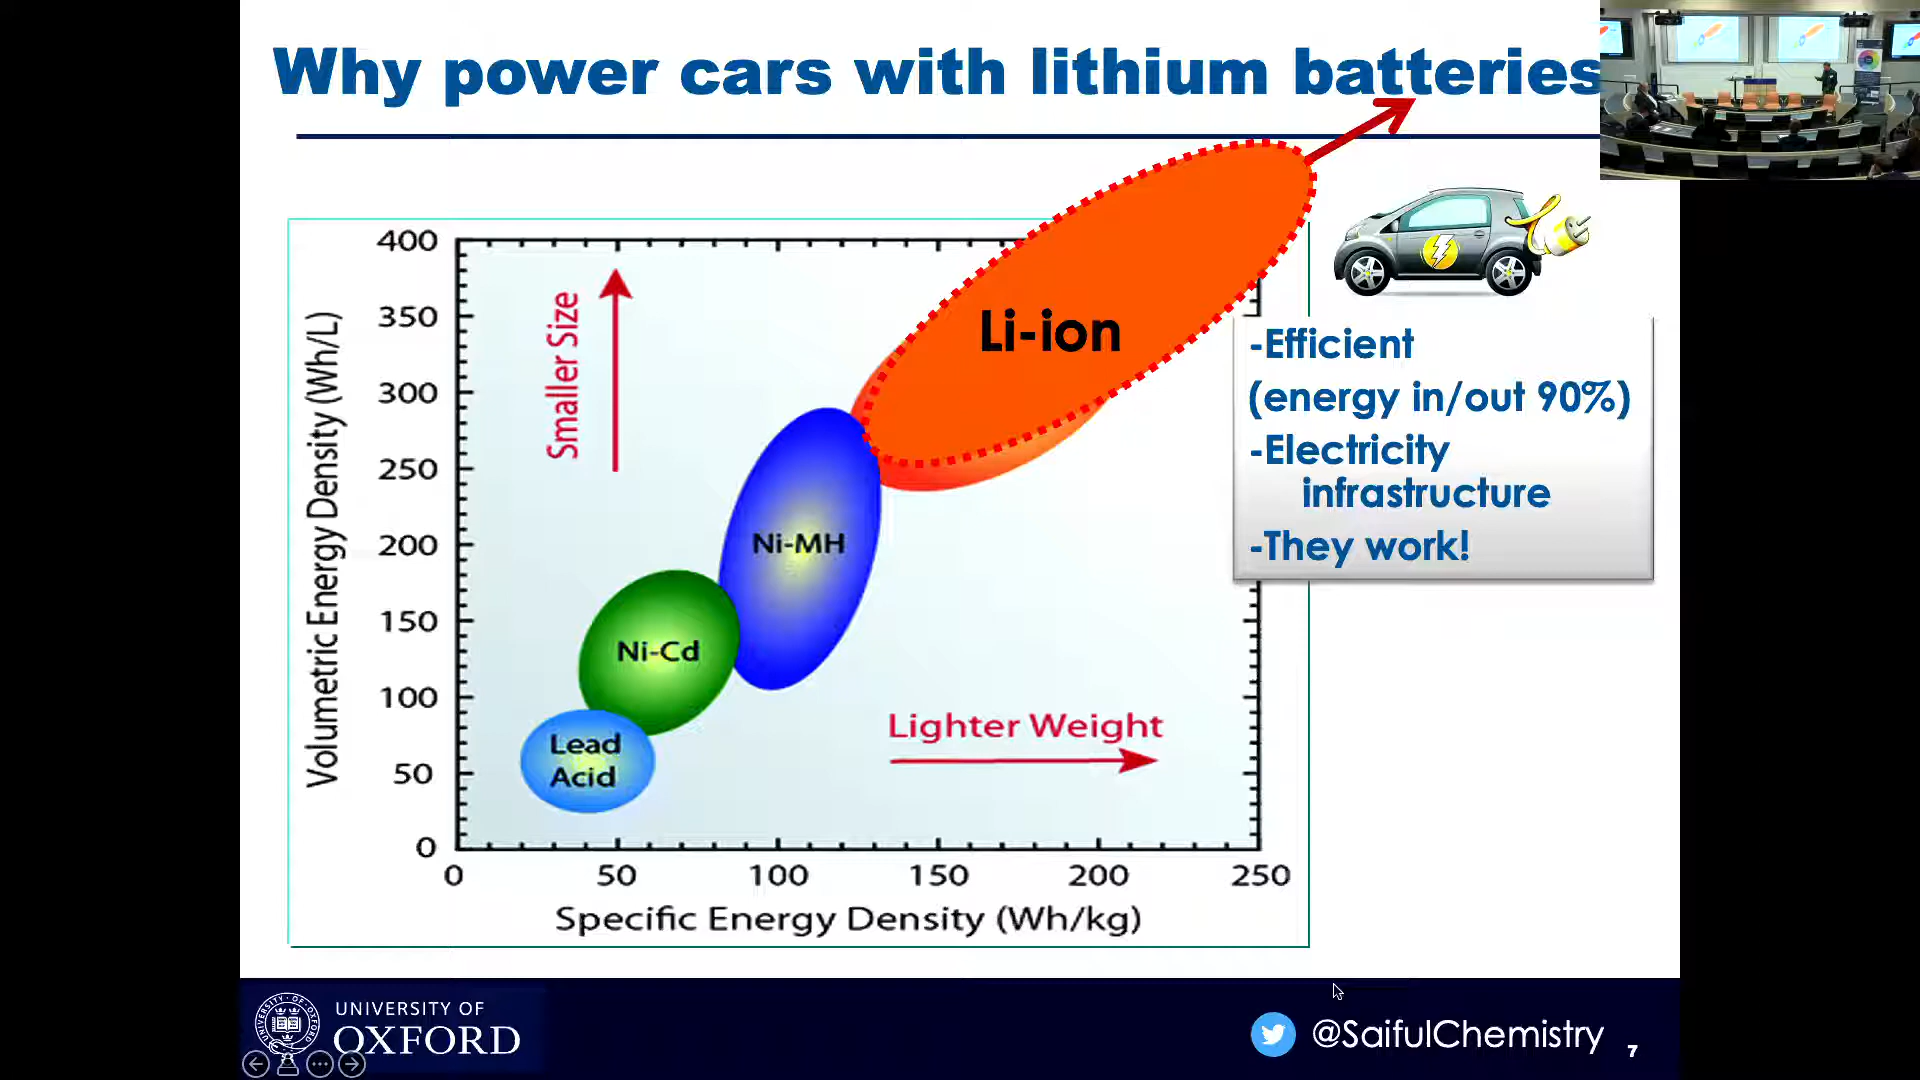 Why power cars with lithium batteries
400
350
300
250
200
150
100
50
0
Volumetric Energy Density (Wh/L)
Smaller Size
Li-ion
Ni-MH
Ni-Cd
Lead
Acid
Lighter Weight
0 50 100 150 200 250
Specific Energy Density (Wh/kg)
-Efficient
(energy in/out 90%)
-Electricity
infrastructure
-They work!
UNIVERSITY OF
OXFORD
@SaifulChemistry
7